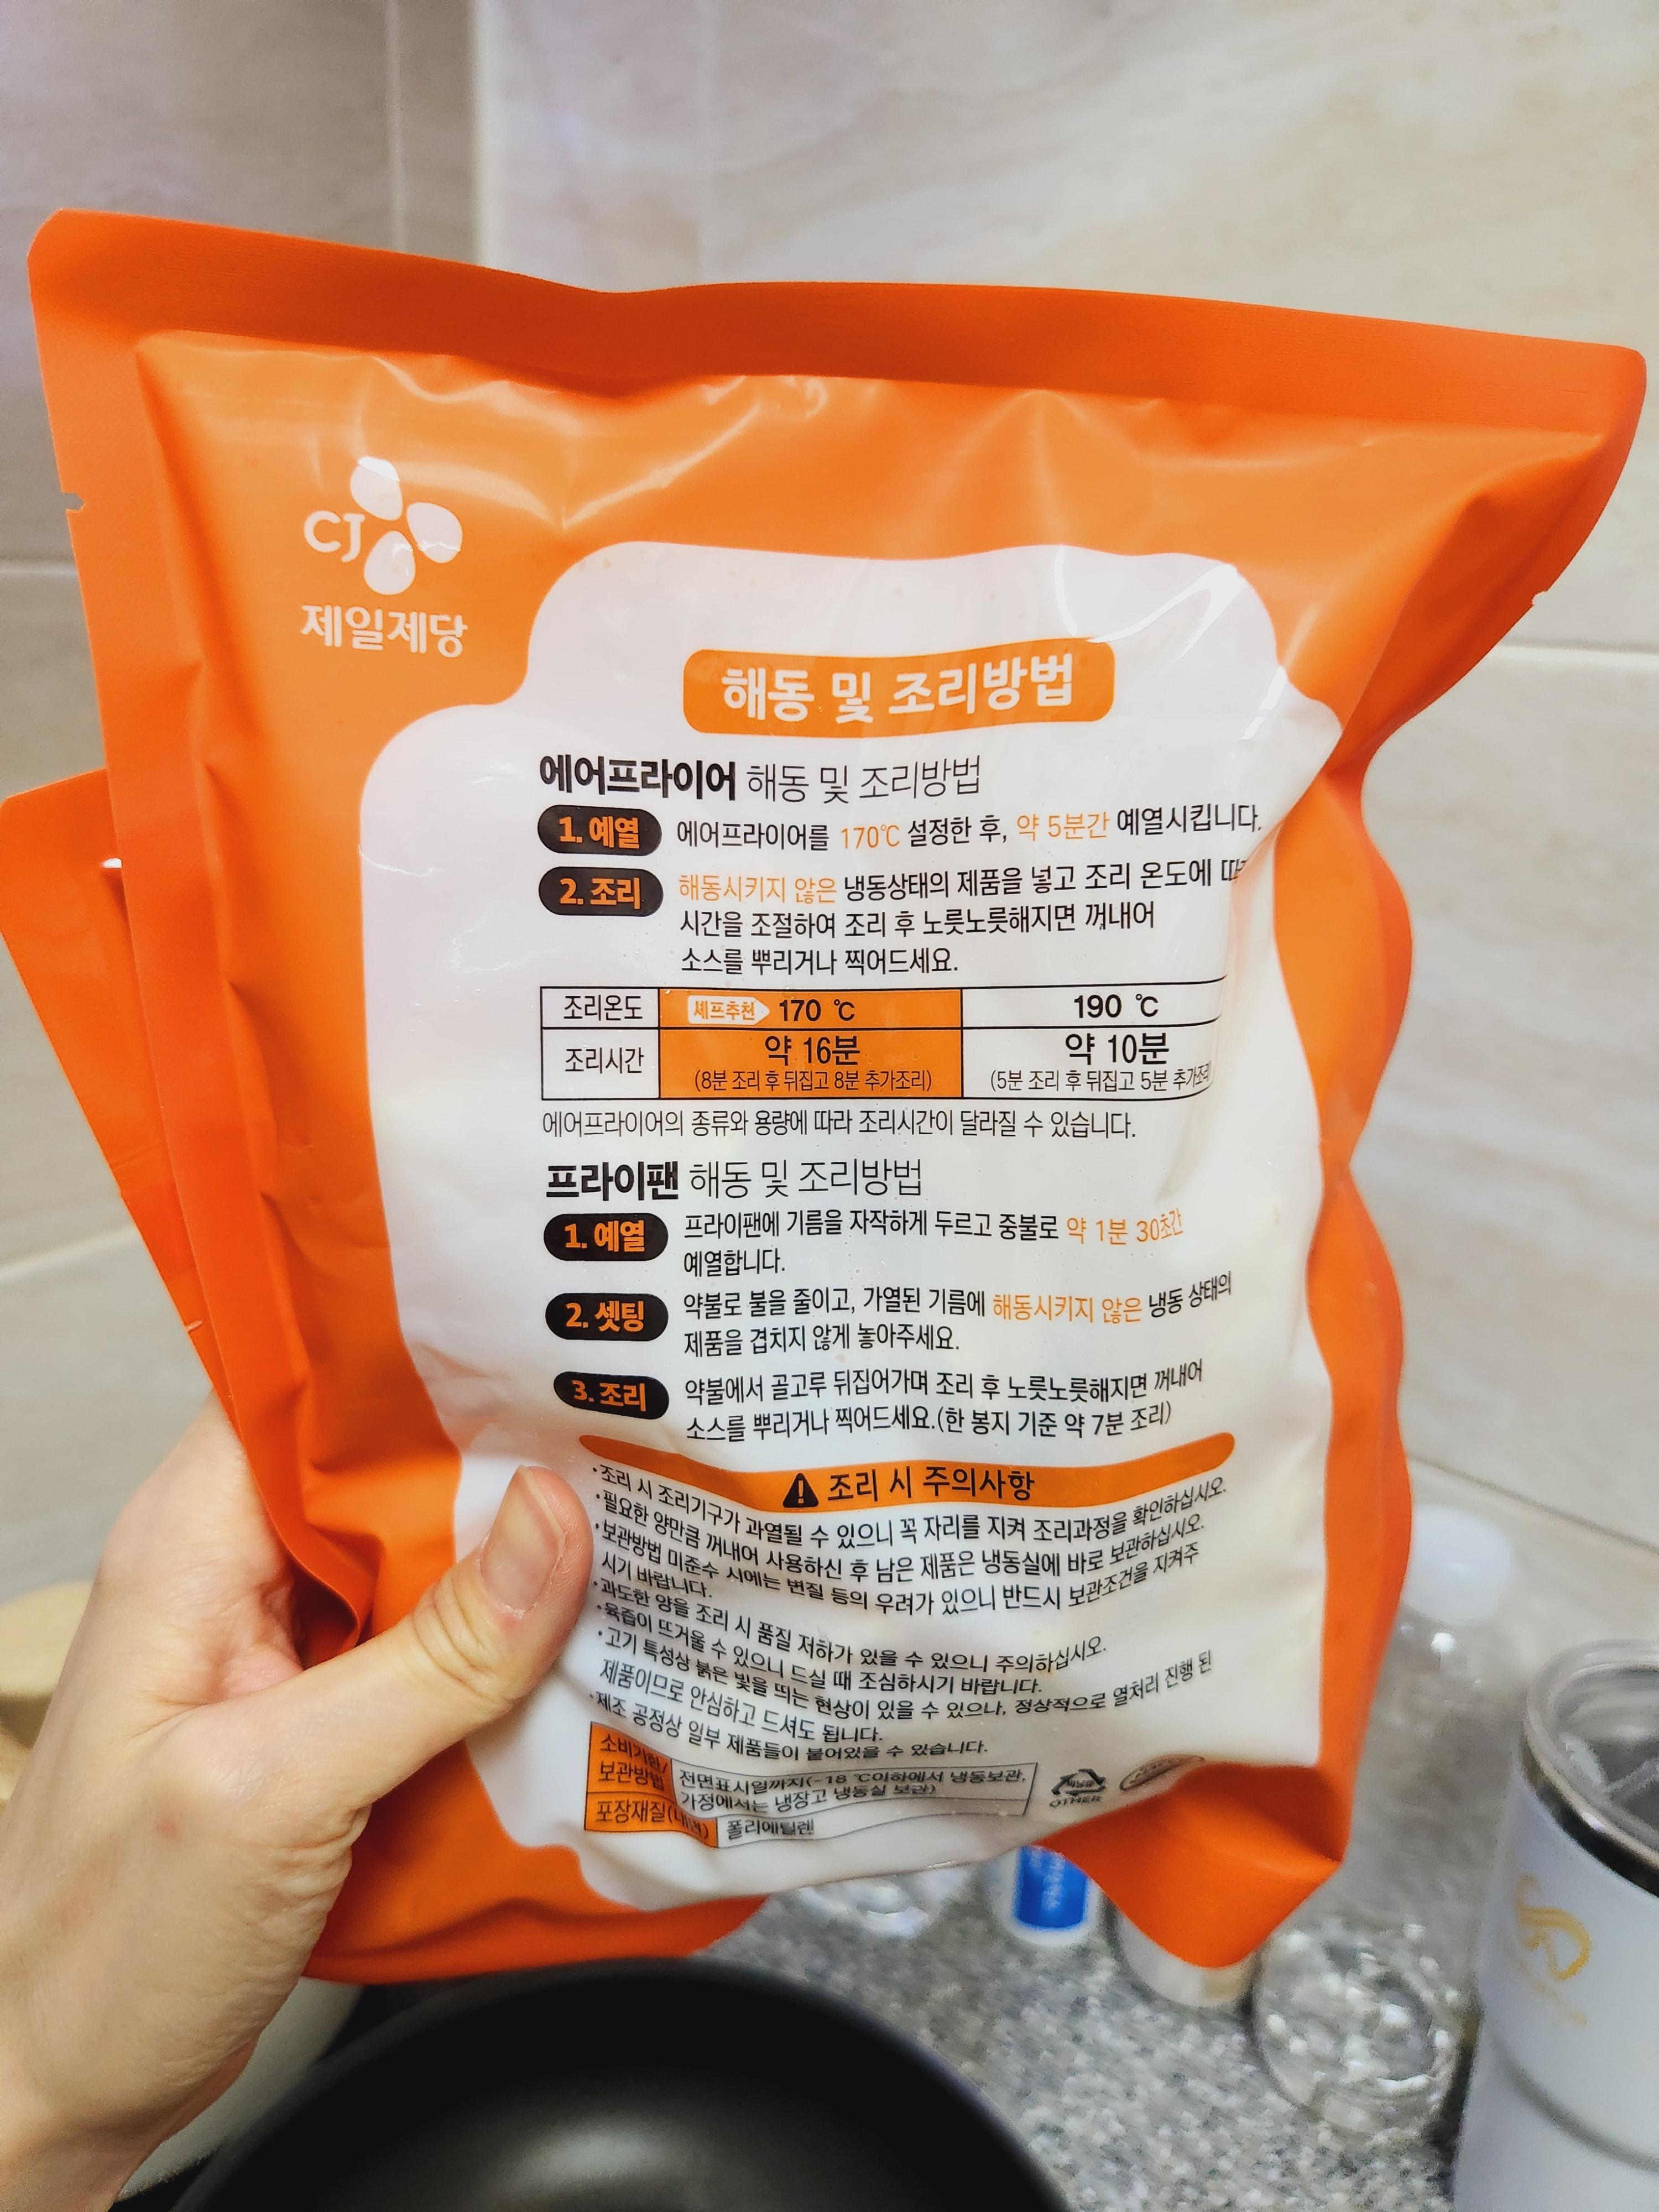 CJ
제일제당
해동 및 조리방법
에어프라이어 해동 및 조리방법
1. 예열 에어프라이어를 170℃ 설정한 후, 약 5분간 예열시킵니다.
2. 조리 해동시키지 않은 냉동상태의 제품을 넣고 조리 온도에
시간을 조절하여 조리 후 노릇노릇해지면 꺼내어
소스를 뿌리거나 찍어드세요.
조리온도 셰프추천 170 ℃ 190 ℃
조리시간 약 16분 약 10분
(8분 조리 후 뒤집고 8분 추가조리) (5분 조리 후 뒤집고 5분 추가조리
에어프라이어의 종류와 용량에 따라 조리시간이 달라질 수 있습니다.
프라이팬 해동 및 조리방법
1. 예열 프라이팬에 기름을 자작하게 두르고 중불로 약 1분 30초간
예열합니다.
2. 셋팅 약불로 불을 줄이고, 가열된 기름에 해동시키지 않은 냉동 상태의
제품을 겹치지 않게 놓아주세요.
3. 조리 약불에서 골고루 뒤집어가며 조리 후 노릇노릇해지면 꺼내어
소스를 뿌리거나 찍어드세요.(한 봉지 기준 약 7분 조리)
조리 시 주의사항
·조리 시 조리기구가 과열될 수 있으니 꼭 자리를 지켜 조리과정을 확인하십시오.
·필요한 양만큼 꺼내어 사용하신 후 남은 제품은 냉동실에 바로 보관하십시오.
·보관방법 미준수 시에는 변질 등의 우려가 있으니 반드시 보관조건을 지켜주
시기 바랍니다.
·과도한 양을 조리 시 품질 저하가 있을 수 있으니 주의하십시오.
·육즙이 뜨거울 수 있으니 드실 때 조심하시기 바랍니다.
·고기 특성상 붉은 빛을 띄는 현상이 있을 수 있으나, 정상적으로 열처리 진행 된
제품이므로 안심하고 드셔도 됩니다.
·제조 공정상 일부 제품들이 붙어있을 수 있습니다.
소비기한/
보관방법 전면표시일까지(-18 ℃이하에서 냉동보관,
가정에서는 냉장고 냉동실 보관)
포장재질(내면) 폴리에틸렌
비닐류
OTHER